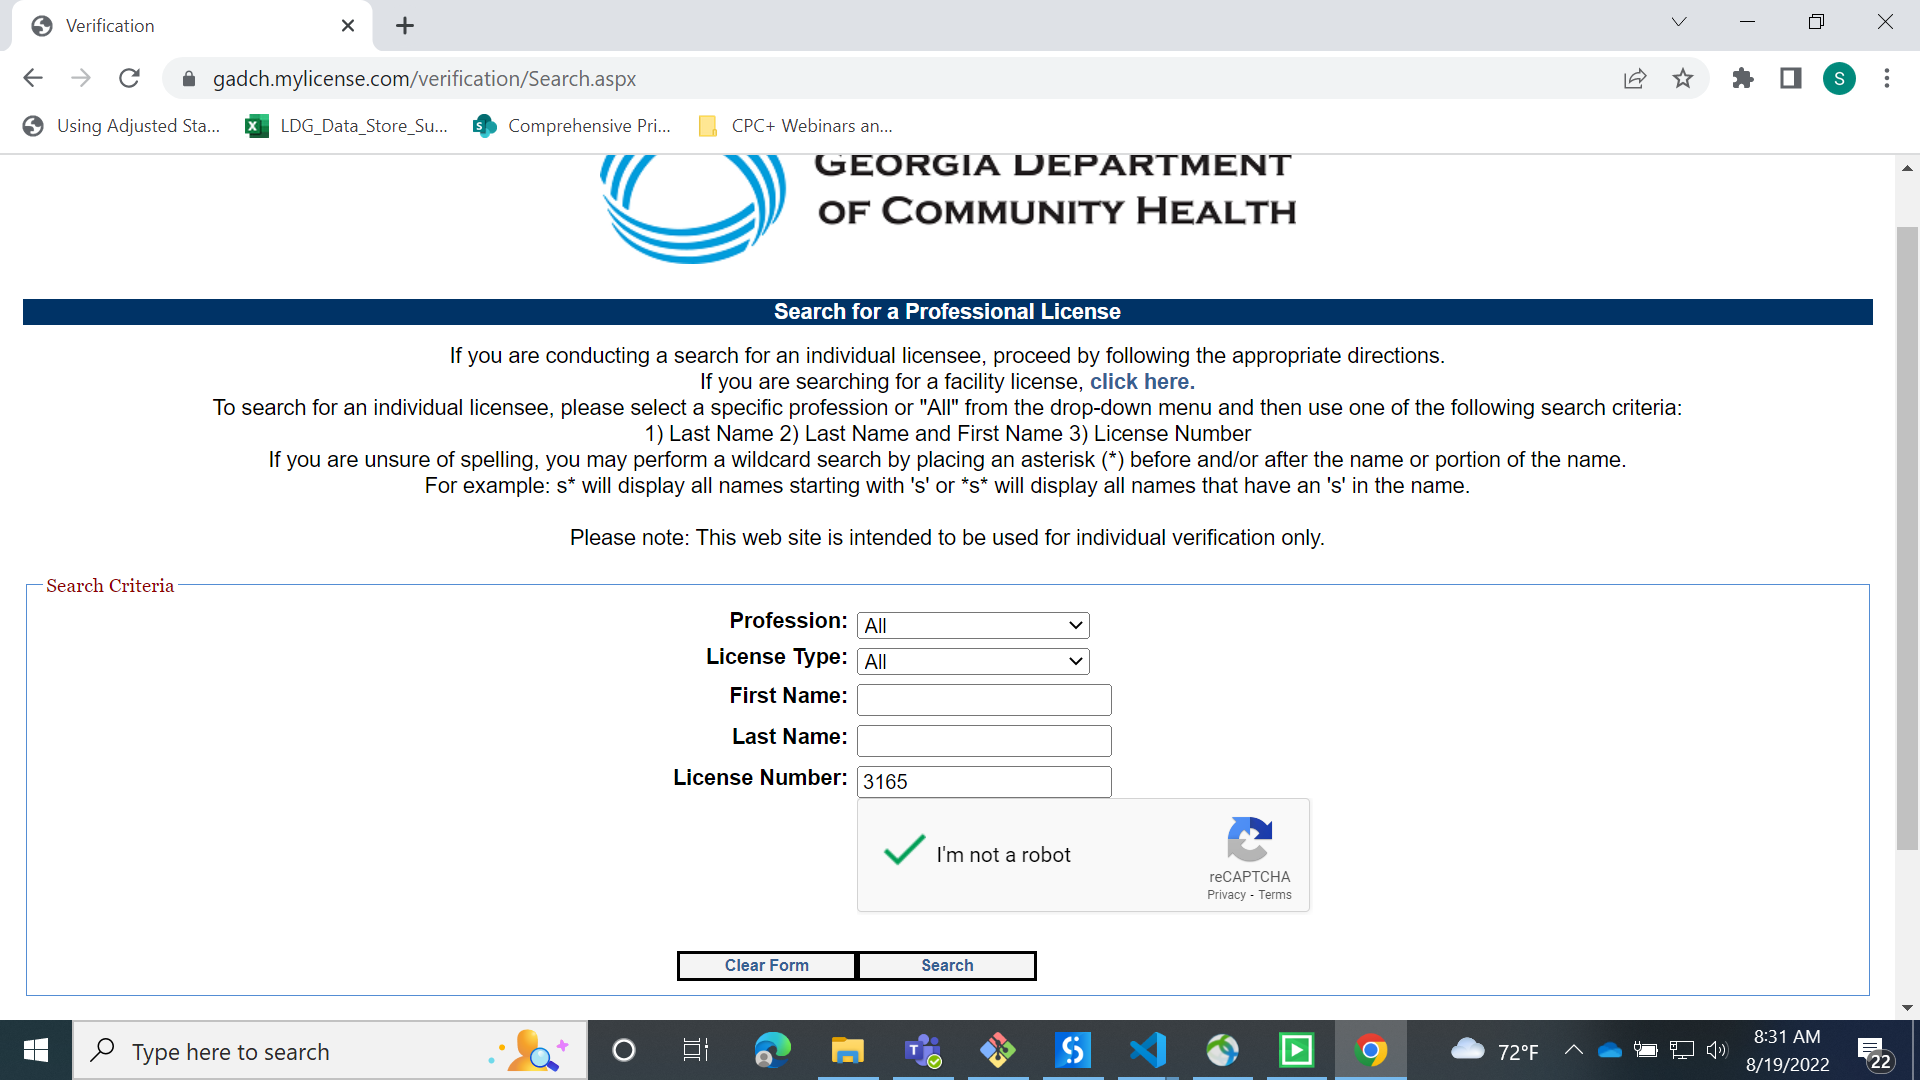 Verification
gadch.mylicense.com/verification/Search.aspx
S
Using Adjusted Sta...
LDG_Data_Store_Su...
Comprehensive Pri...
CPC+ Webinars an...
GEORGIA DEPARTMENT
OF COMMUNITY HEALTH
Search for a Professional License
If you are conducting a search for an individual licensee, proceed by following the appropriate directions.
If you are searching for a facility license, click here.
To search for an individual licensee, please select a specific profession or "All" from the drop-down menu and then use one of the following search criteria:
1) Last Name 2) Last Name and First Name 3) License Number
If you are unsure of spelling, you may perform a wildcard search by placing an asterisk (*) before and/or after the name or portion of the name.
For example: s* will display all names starting with 's' or *s* will display all names that have an 's' in the name.
Please note: This web site is intended to be used for individual verification only.
Search Criteria
Profession: All
License Type: All
First Name:
Last Name:
License Number: 3165
I'm not a robot
reCAPTCHA
Privacy - Terms
Clear Form
Search
Type here to search
72°F
8:31 AM
8/19/2022
22